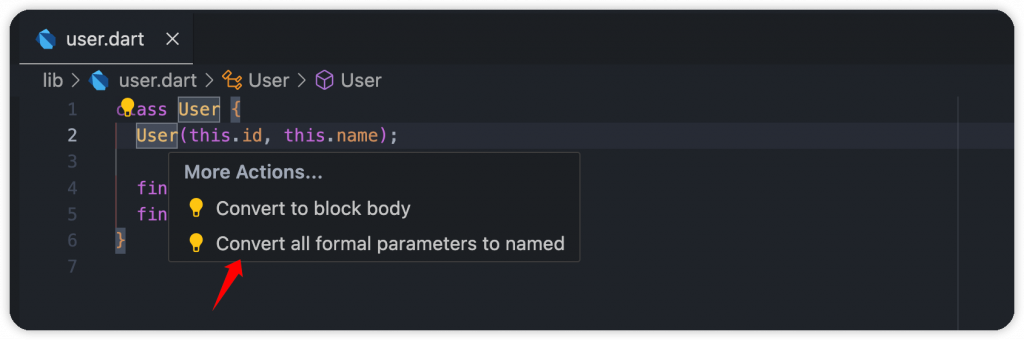 user.dart
lib > user.dart > User > User
1 class User {
2 User(this.id, this.name);
3
More Actions...
4 fin
Convert to block body
5 fin
Convert all formal parameters to named
6 }
7